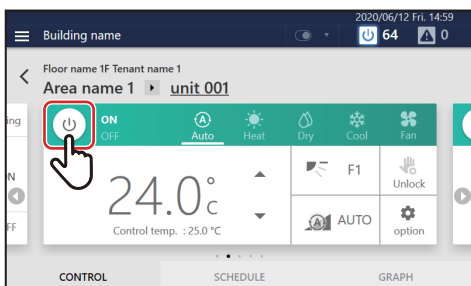 2020/06/12 Fri. 14:59
Building name
64
0
Floor name 1F Tenant name 1
Area name 1 unit 001
ing
ON
OFF
A
Auto
Heat
Dry
Cool
Fan
N
FF
24.0°C
Control temp. : 25.0 °C
F1
Unlock
A
AUTO
option
CONTROL
SCHEDULE
GRAPH